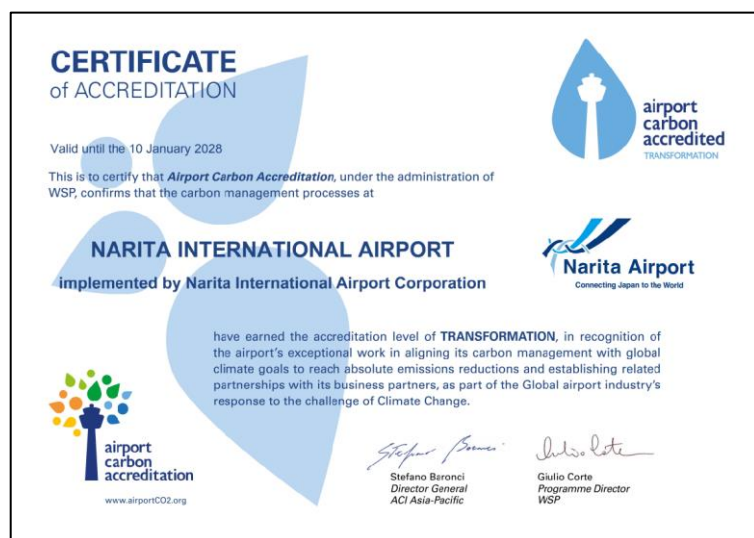 CERTIFICATE
of ACCREDITATION
airport
carbon
accredited
TRANSFORMATION
Valid until the 10 January 2028
This is to certify that Airport Carbon Accreditation, under the administration of
WSP, confirms that the carbon management processes at
NARITA INTERNATIONAL AIRPORT
implemented by Narita International Airport Corporation
Narita Airport
Connecting Japan to the World
have earned the accreditation level of TRANSFORMATION, in recognition of
the airport's exceptional work in aligning its carbon management with global
climate goals to reach absolute emissions reductions and establishing related
partnerships with its business partners, as part of the Global airport industry's
response to the challenge of Climate Change.
airport
carbon
accreditation
www.airportCO2.org
Stefano Baronci
Director General
ACI Asia-Pacific
Giulio Corte
Programme Director
WSP